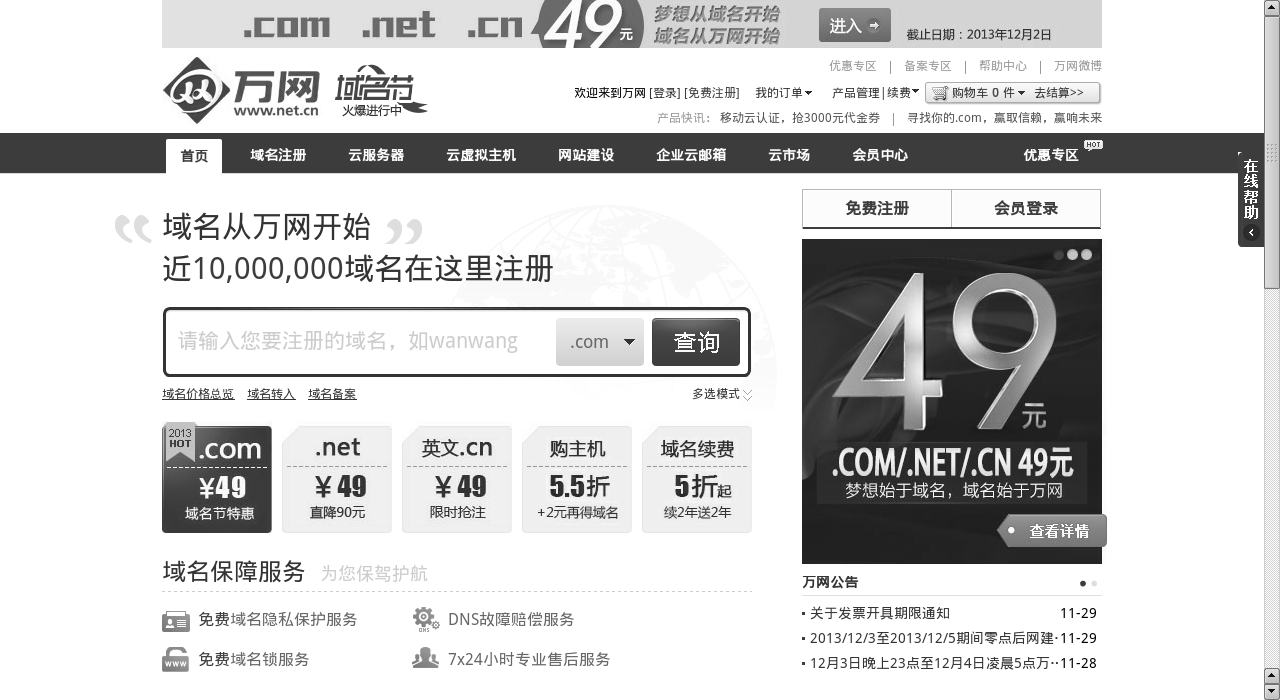 .com .net .cn 49元 梦想从域名开始 域名从万网开始 进入 截止日期：2013年12月2日
优惠专区 | 备案专区 | 帮助中心 | 万网微博
万网 www.net.cn 域名节 火爆进行中
欢迎来到万网 [登录] [免费注册] 我的订单 产品管理|续费 购物车 0 件 去结算>>
产品快讯： 移动云认证，抢3000元代金券 | 寻找你的.com，赢取信赖，赢响未来
首页 域名注册 云服务器 云虚拟主机 网站建设 企业云邮箱 云市场 会员中心 优惠专区 HOT
在线帮助
“域名从万网开始”
近10,000,000域名在这里注册
免费注册 会员登录
请输入您要注册的域名，如wanwang .com 查询
域名价格总览 域名转入 域名备案 多选模式
2013 HOT .com ¥49 域名节特惠
.net ¥49 直降90元
英文.cn ¥49 限时抢注
购主机 5.5折 +2元再得域名
域名续费 5折起 续2年送2年
49元
.COM/.NET/.CN 49元
梦想始于域名，域名始于万网
查看详情
域名保障服务 为您保驾护航
免费域名隐私保护服务
DNS DNS故障赔偿服务
www 免费域名锁服务
7x24小时专业售后服务
万网公告
关于发票开具期限通知 11-29
2013/12/3至2013/12/5期间零点后网建· 11-29
12月3日晚上23点至12月4日凌晨5点万·· 11-28